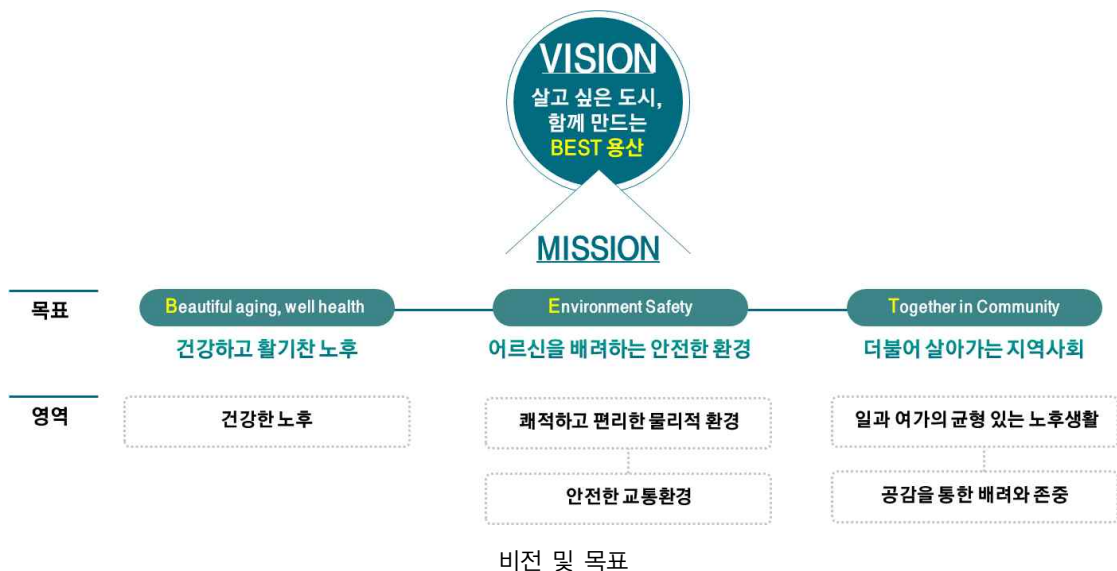 VISION
살고 싶은 도시,
함께 만드는
BEST 용산
MISSION
목표
Beautiful aging, well health
Environment Safety
Together in Community
건강하고 활기찬 노후
어르신을 배려하는 안전한 환경
더불어 살아가는 지역사회
영역
건강한 노후
쾌적하고 편리한 물리적 환경
일과 여가의 균형 있는 노후생활
안전한 교통환경
공감을 통한 배려와 존중
비전 및 목표